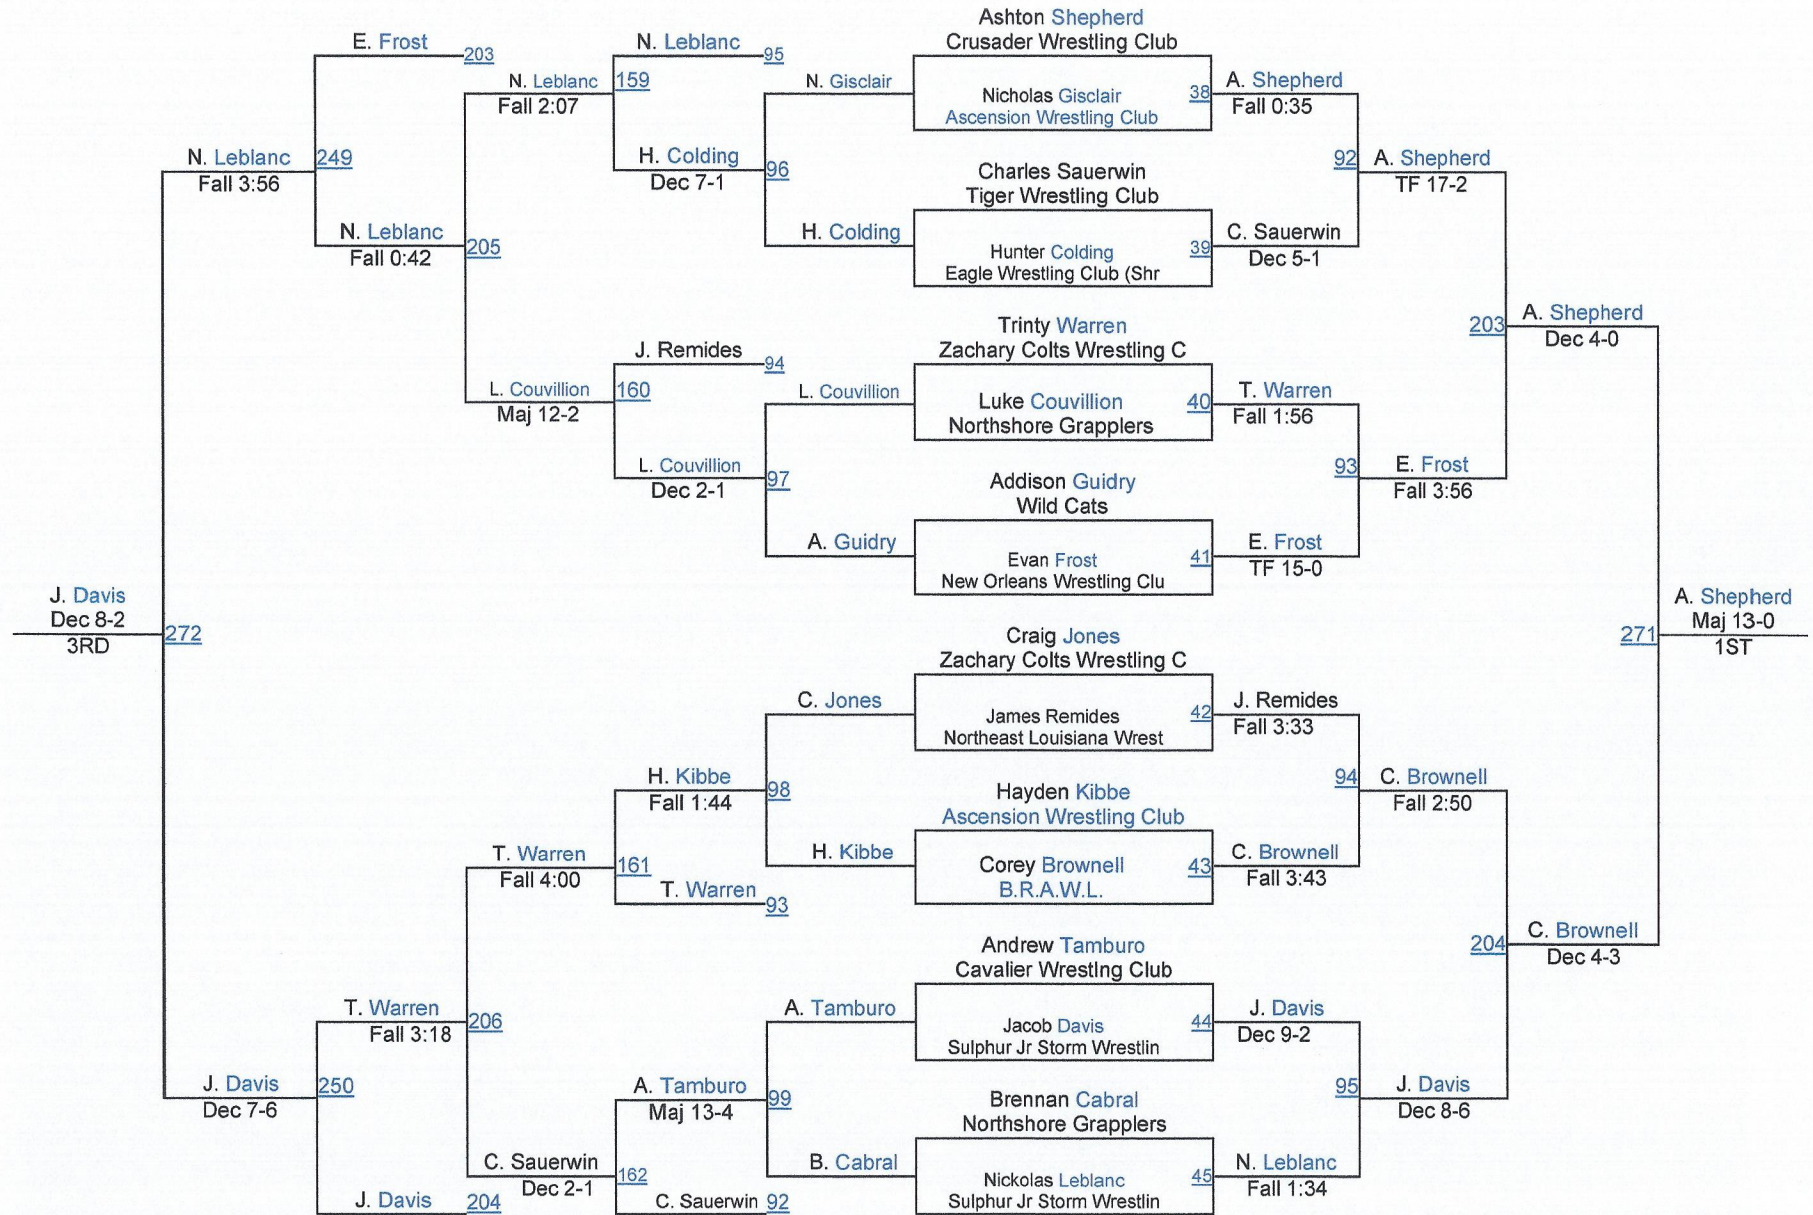 Ashton Shepherd
Crusader Wrestling Club
E. Frost
203
N. Leblanc
95
N. Leblanc
159
Fall 2:07
N. Gisclair
Nicholas Gisclair
Ascension Wrestling Club
38
A. Shepherd
Fall 0:35
N. Leblanc
249
Fall 3:56
H. Colding
96
Dec 7-1
Charles Sauerwin
Tiger Wrestling Club
92
A. Shepherd
TF 17-2
N. Leblanc
205
Fall 0:42
H. Colding
Hunter Colding
Eagle Wrestling Club (Shr
39
C. Sauerwin
Dec 5-1
Trinty Warren
Zachary Colts Wrestling C
203
A. Shepherd
Dec 4-0
J. Remides
94
L. Couvillion
160
Maj 12-2
L. Couvillion
Luke Couvillion
Northshore Grapplers
40
T. Warren
Fall 1:56
L. Couvillion
97
Dec 2-1
Addison Guidry
Wild Cats
93
E. Frost
Fall 3:56
A. Guidry
Evan Frost
New Orleans Wrestling Clu
41
E. Frost
TF 15-0
J. Davis
Dec 8-2
3RD
272
Craig Jones
Zachary Colts Wrestling C
271
A. Shepherd
Maj 13-0
1ST
C. Jones
James Remides
Northeast Louisiana Wrest
42
J. Remides
Fall 3:33
H. Kibbe
98
Fall 1:44
Hayden Kibbe
Ascension Wrestling Club
94
C. Brownell
Fall 2:50
T. Warren
161
Fall 4:00
H. Kibbe
Corey Brownell
B.R.A.W.L.
43
C. Brownell
Fall 3:43
T. Warren
93
Andrew Tamburo
Cavalier Wrestlng Club
204
C. Brownell
Dec 4-3
T. Warren
206
Fall 3:18
A. Tamburo
Jacob Davis
Sulphur Jr Storm Wrestlin
44
J. Davis
Dec 9-2
J. Davis
250
Dec 7-6
A. Tamburo
99
Maj 13-4
Brennan Cabral
Northshore Grapplers
95
J. Davis
Dec 8-6
C. Sauerwin
162
Dec 2-1
B. Cabral
Nickolas Leblanc
Sulphur Jr Storm Wrestlin
45
N. Leblanc
Fall 1:34
J. Davis
204
C. Sauerwin
92